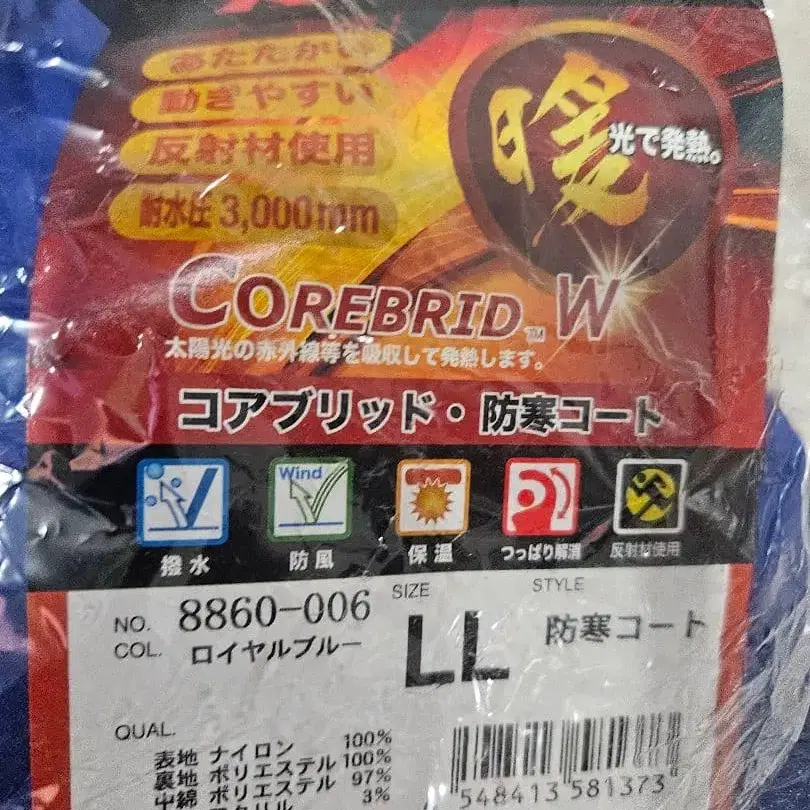 あたたかい
動きやすい
反射材使用
耐水圧 3,000mm
暖
光で発熱。
COREBRID™ W
太陽光の赤外線等を吸収して発熱します。
コアブリッド・防寒コート
Wind
撥水 防風 保温 つっぱり解消 反射材使用
NO. 8860-006 SIZE LL STYLE 防寒コート
COL. ロイヤルブルー
QUAL.
表地 ナイロン 100%
裏地 ポリエステル 100%
中綿 ポリエステル 97%
アクリル 3%
548413 581373